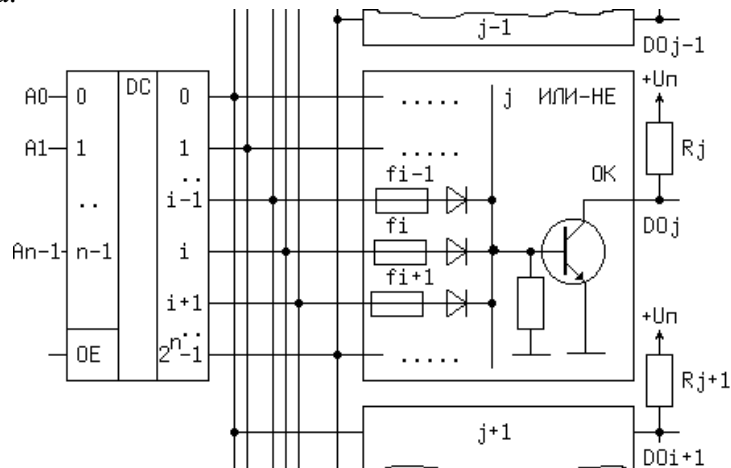 j-1
DOj-1
+Uп
A0 0 DC 0 ..... j ИЛИ-НЕ
A1 1 1 ..... Rj
.. .. i-1 fi-1 ОК
DOj
An-1 n-1 i fi
i+1 fi+1
+Uп
..
OE 2ⁿ-1 ..... Rj+1
j+1
DOi+1